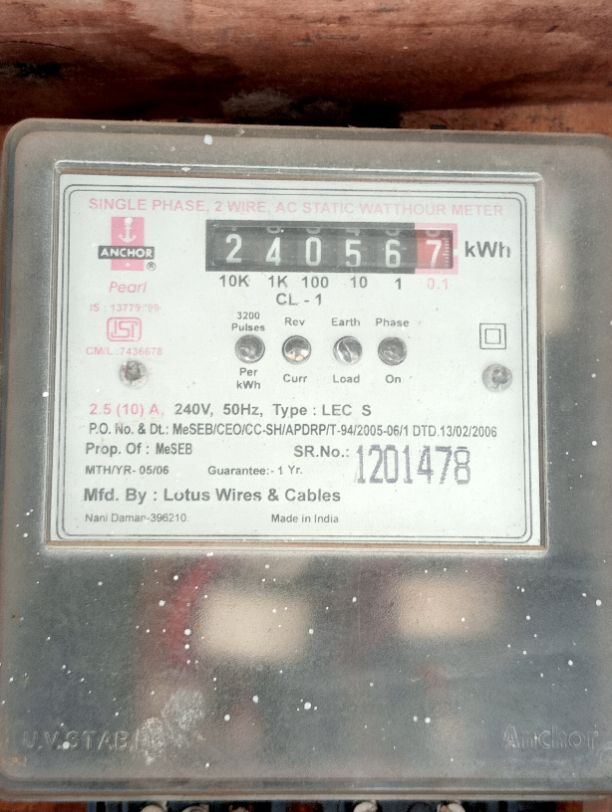 SINGLE PHASE, 2 WIRE, AC STATIC WATTHOUR METER
ANCHOR
®
Pearl
2 4 0 5 6 7 kWh
10K 1K 100 10 1 0.1
CL - 1
IS : 13779-'99
ISI
CM/L:7436678
3200 Pulses Per kWh
Rev Curr
Earth Load
Phase On
2.5 (10) A, 240V, 50Hz, Type : LEC S
P.O. No. & Dt.: MeSEB/CEO/CC-SH/APDRP/T-94/2005-06/1 DTD.13/02/2006
Prop. Of : MeSEB
SR.No.: 1201478
MTH/YR- 05/06 Guarantee:- 1 Yr.
Mfd. By : Lotus Wires & Cables
Nani Daman-396210. Made in India
U.V.STAB
Anchor